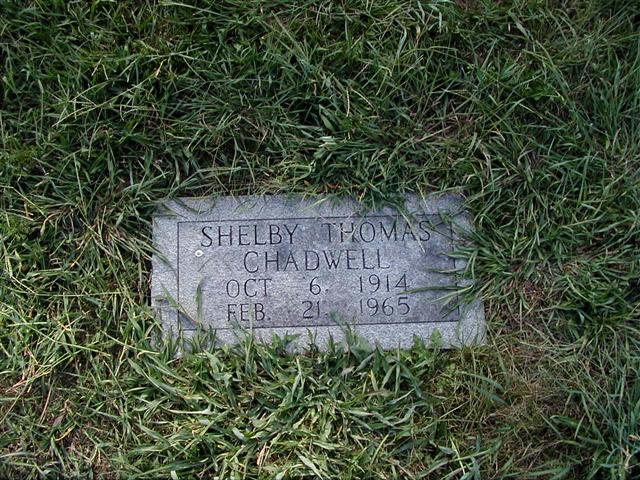 SHELBY THOMAS
CHADWELL
OCT 6. 1914
FEB. 21. 1965